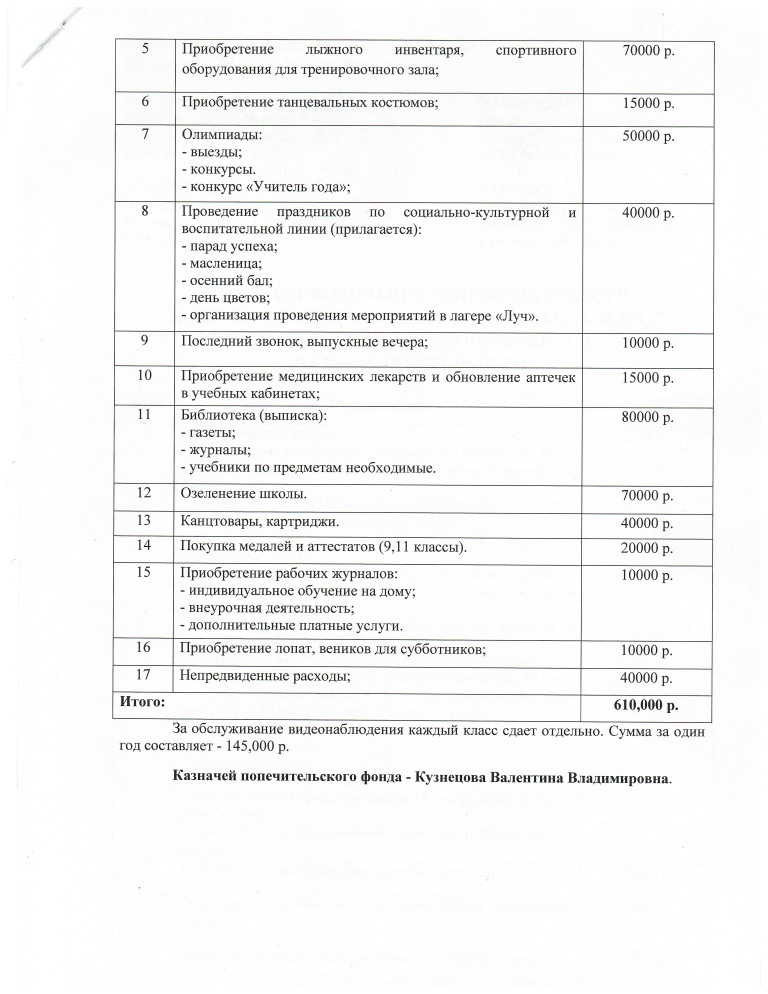 5 Приобретение лыжного инвентаря, спортивного 70000 р.
оборудования для тренировочного зала;
6 Приобретение танцевальных костюмов; 15000 р.
7 Олимпиады: 50000 р.
- выезды;
- конкурсы.
- конкурс «Учитель года»;
8 Проведение праздников по социально-культурной и 40000 р.
воспитательной линии (прилагается):
- парад успеха;
- масленица;
- осенний бал;
- день цветов;
- организация проведения мероприятий в лагере «Луч».
9 Последний звонок, выпускные вечера; 10000 р.
10 Приобретение медицинских лекарств и обновление аптечек 15000 р.
в учебных кабинетах;
11 Библиотека (выписка): 80000 р.
- газеты;
- журналы;
- учебники по предметам необходимые.
12 Озеленение школы. 70000 р.
13 Канцтовары, картриджи. 40000 р.
14 Покупка медалей и аттестатов (9,11 классы). 20000 р.
15 Приобретение рабочих журналов: 10000 р.
- индивидуальное обучение на дому;
- внеурочная деятельность;
- дополнительные платные услуги.
16 Приобретение лопат, веников для субботников; 10000 р.
17 Непредвиденные расходы; 40000 р.
Итого: 610,000 р.
За обслуживание видеонаблюдения каждый класс сдает отдельно. Сумма за один
год составляет - 145,000 р.
Казначей попечительского фонда - Кузнецова Валентина Владимировна.